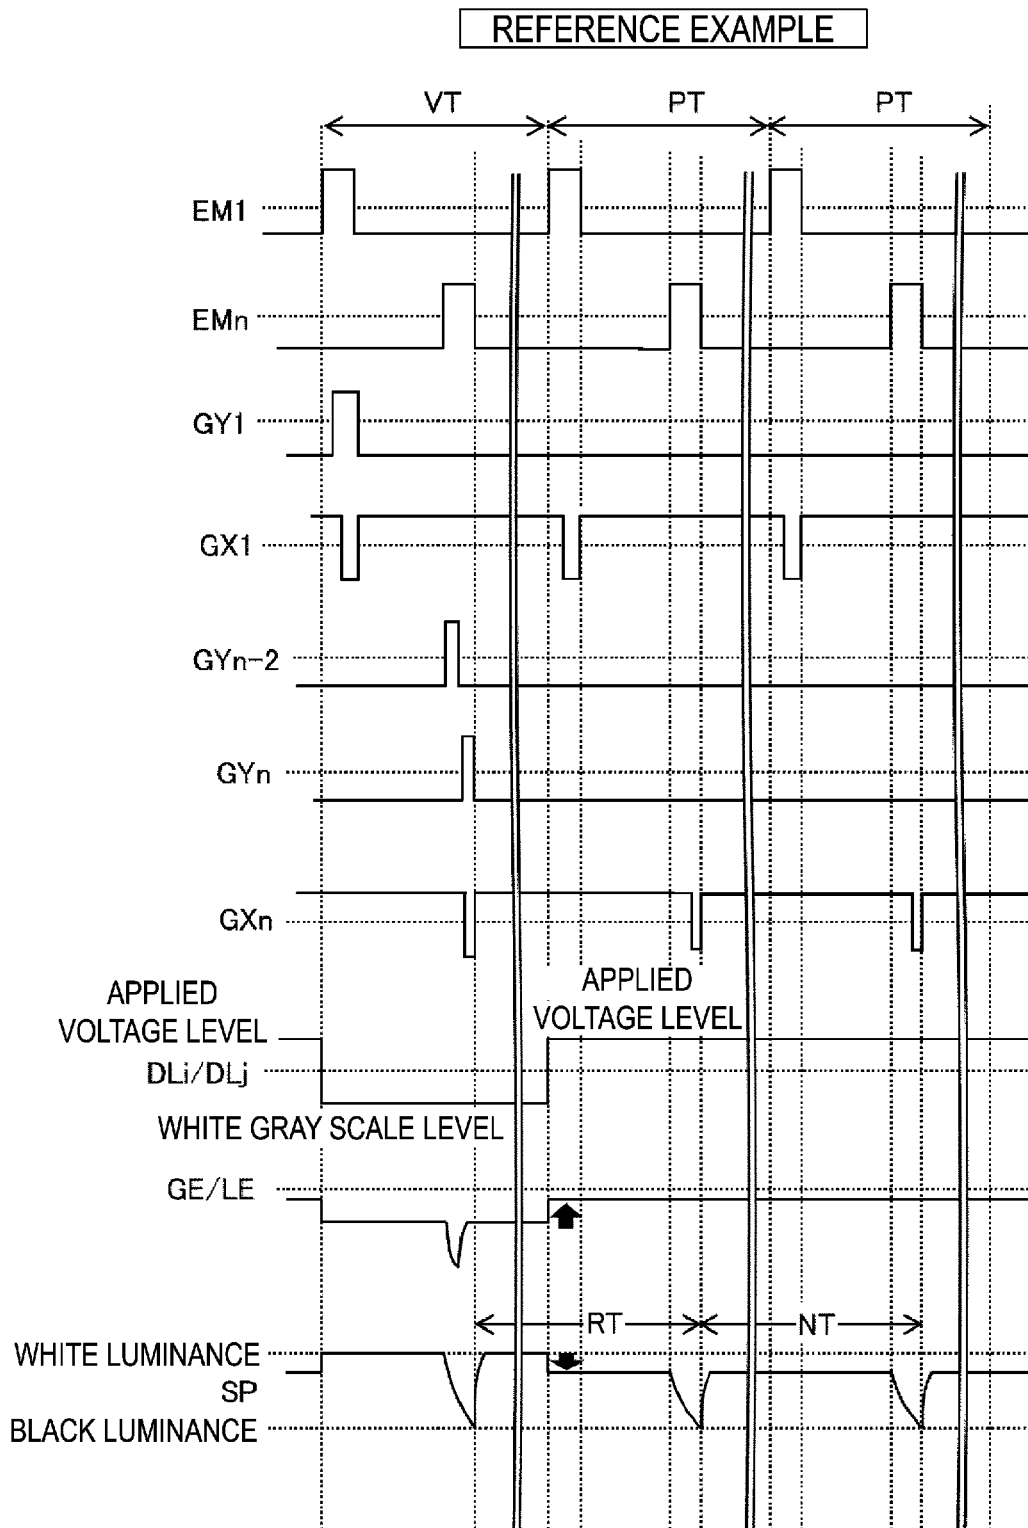 REFERENCE EXAMPLE
VT PT PT
EM1
EMn
GY1
GX1
GYn-2
GYn
GXn
APPLIED
VOLTAGE LEVEL
APPLIED
VOLTAGE LEVEL
DLi/DLj
WHITE GRAY SCALE LEVEL
GE/LE
RT NT
WHITE LUMINANCE
SP
BLACK LUMINANCE